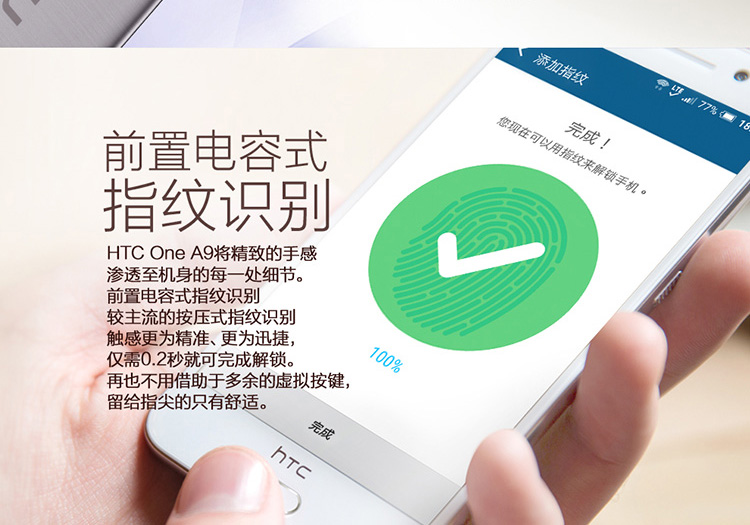 前置电容式
指纹识别
HTC One A9将精致的手感
渗透至机身的每一处细节。
前置电容式指纹识别
较主流的按压式指纹识别
触感更为精准、更为迅捷，
仅需0.2秒就可完成解锁。
再也不用借助于多余的虚拟按键，
留给指尖的只有舒适。
添加指纹
LTE
77%
18
完成！
您现在可以用指纹来解锁手机。
100%
完成
hTC